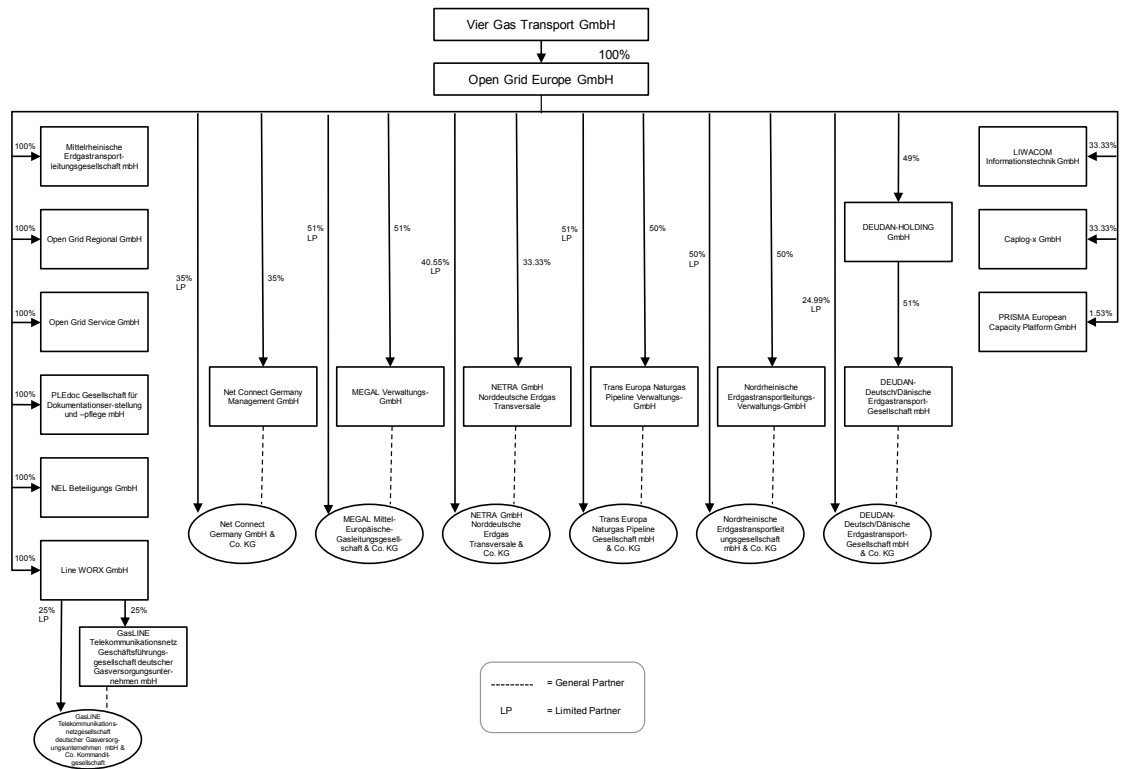 Vier Gas Transport GmbH
100%
Open Grid Europe GmbH
100%
Mittelrheinische
Erdgastransport-
leitungsgesellschaft mbH
100%
Open Grid Regional GmbH
100%
Open Grid Service GmbH
100%
PLEdoc Gesellschaft für
Dokumentationser-stellung
und –pflege mbH
100%
NEL Beteiligungs GmbH
100%
Line WORX GmbH
25%
LP
25%
GasLINE
Telekommunikationsnetz
Geschäftsführungs-
gesellschaft deutscher
Gasversorgungsunter-
nehmen mbH
GasLINE
Telekommunikations-
netzgesellschaft
deutscher Gasversorg-
ungsunternehmen mbH &
Co. Kommandit-
gesellschaft
35%
LP
35%
Net Connect Germany
Management GmbH
Net Connect
Germany GmbH &
Co. KG
51%
LP
51%
MEGAL Verwaltungs-
GmbH
MEGAL Mittel-
Europäische-
Gasleitungsgesell-
schaft & Co. KG
40.55%
LP
33.33%
NETRA GmbH
Norddeutsche Erdgas
Transversale
NETRA GmbH
Norddeutsche
Erdgas
Transversale &
Co. KG
51%
LP
50%
Trans Europa Naturgas
Pipeline Verwaltungs-
GmbH
Trans Europa
Naturgas Pipeline
Gesellschaft mbH
& Co. KG
50%
LP
50%
Nordrheinische
Erdgastransportleitungs-
Verwaltungs-GmbH
Nordrheinische
Erdgastransportleit
ungsgesellschaft
mbH & Co. KG
24.99%
LP
49%
DEUDAN-HOLDING
GmbH
51%
DEUDAN-
Deutsch/Dänische
Erdgastransport-
Gesellschaft mbH
DEUDAN-
Deutsch/Dänische
Erdgastransport-
Gesellschaft mbH
& Co. KG
LIWACOM
Informationstechnik GmbH
33.33%
Caplog-x GmbH
33.33%
PRISMA European
Capacity Platform GmbH
1.53%
= General Partner
LP = Limited Partner